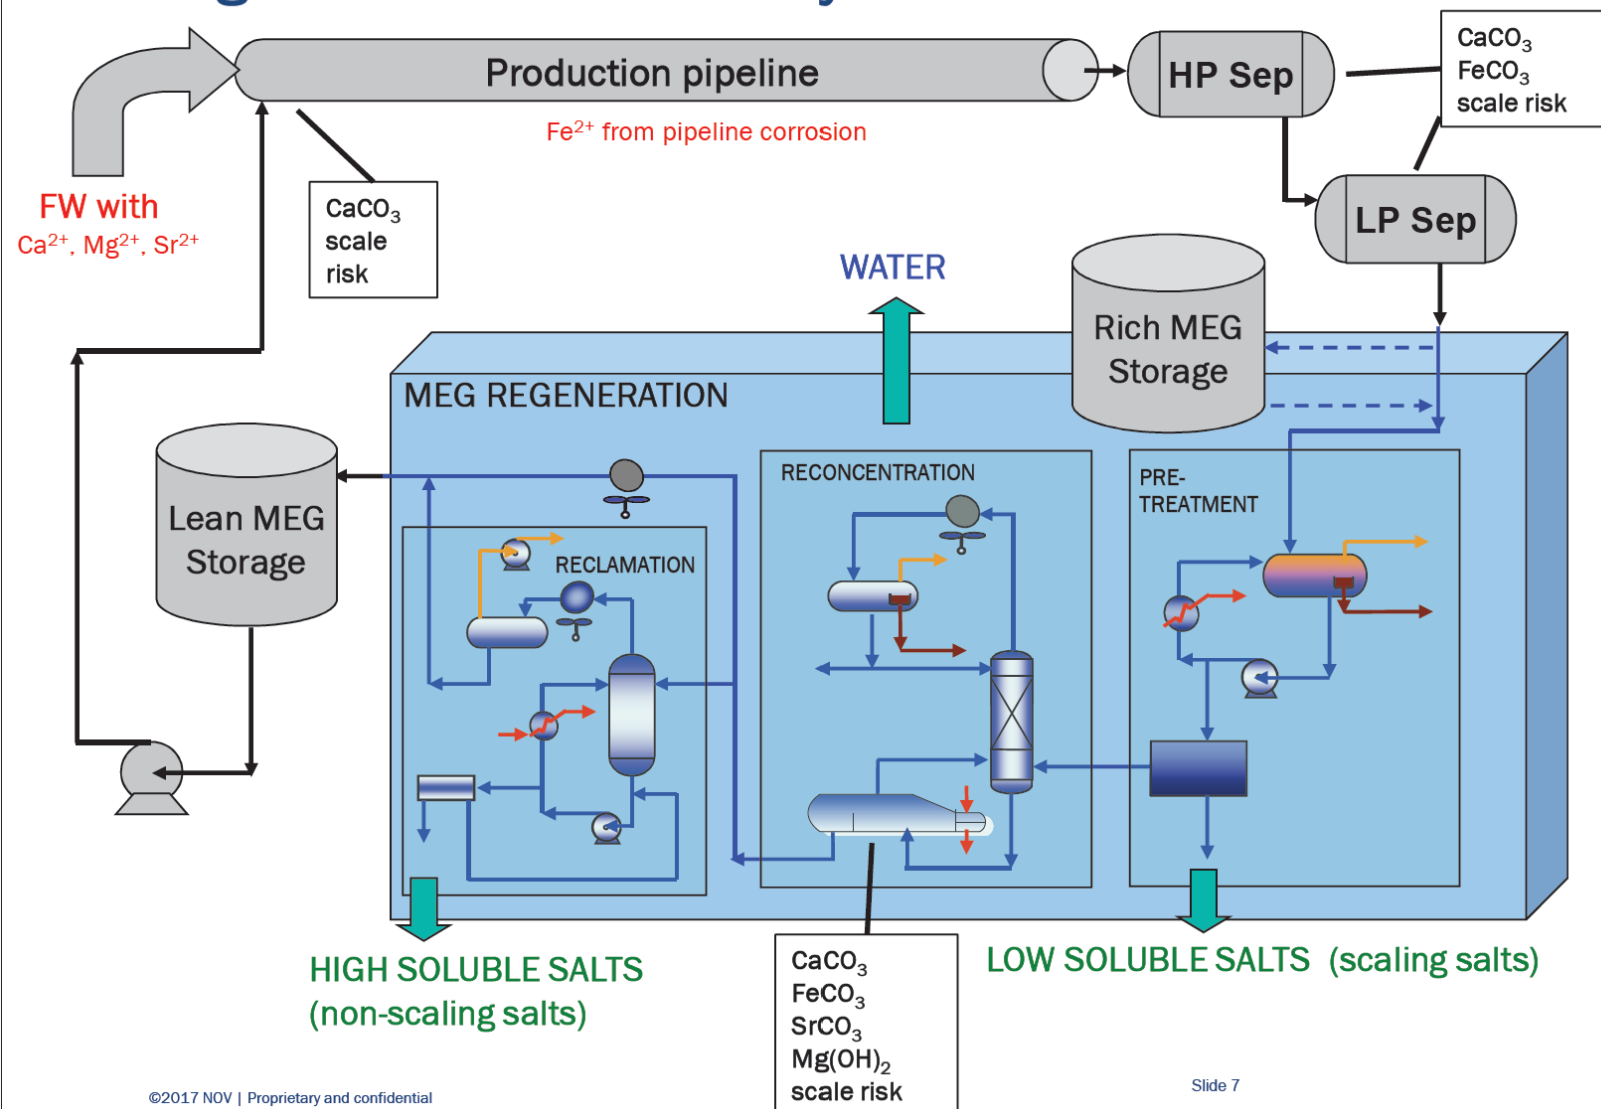 Production pipeline
HP Sep
CaCO₃
FeCO₃
scale risk
Fe²⁺ from pipeline corrosion
FW with
Ca²⁺, Mg²⁺, Sr²⁺
CaCO₃
scale
risk
LP Sep
WATER
Rich MEG
Storage
MEG REGENERATION
Lean MEG
Storage
RECONCENTRATION
PRE-
TREATMENT
RECLAMATION
HIGH SOLUBLE SALTS
(non-scaling salts)
CaCO₃
FeCO₃
SrCO₃
Mg(OH)₂
scale risk
LOW SOLUBLE SALTS (scaling salts)
©2017 NOV | Proprietary and confidential
Slide 7